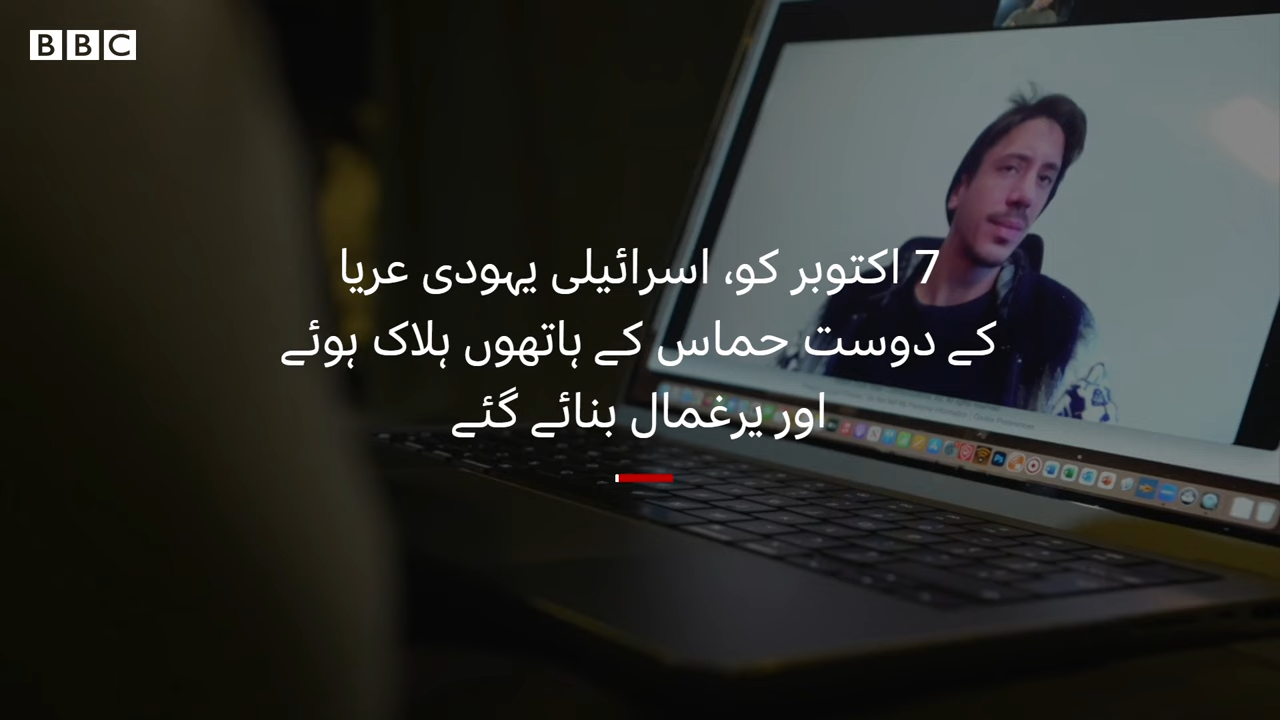 BBC
7 اکتوبر کو، اسرائیلی یہودی عریا
کے دوست حماس کے ہاتھوں ہلاک ہوئے
اور یرغمال بنائے گئے